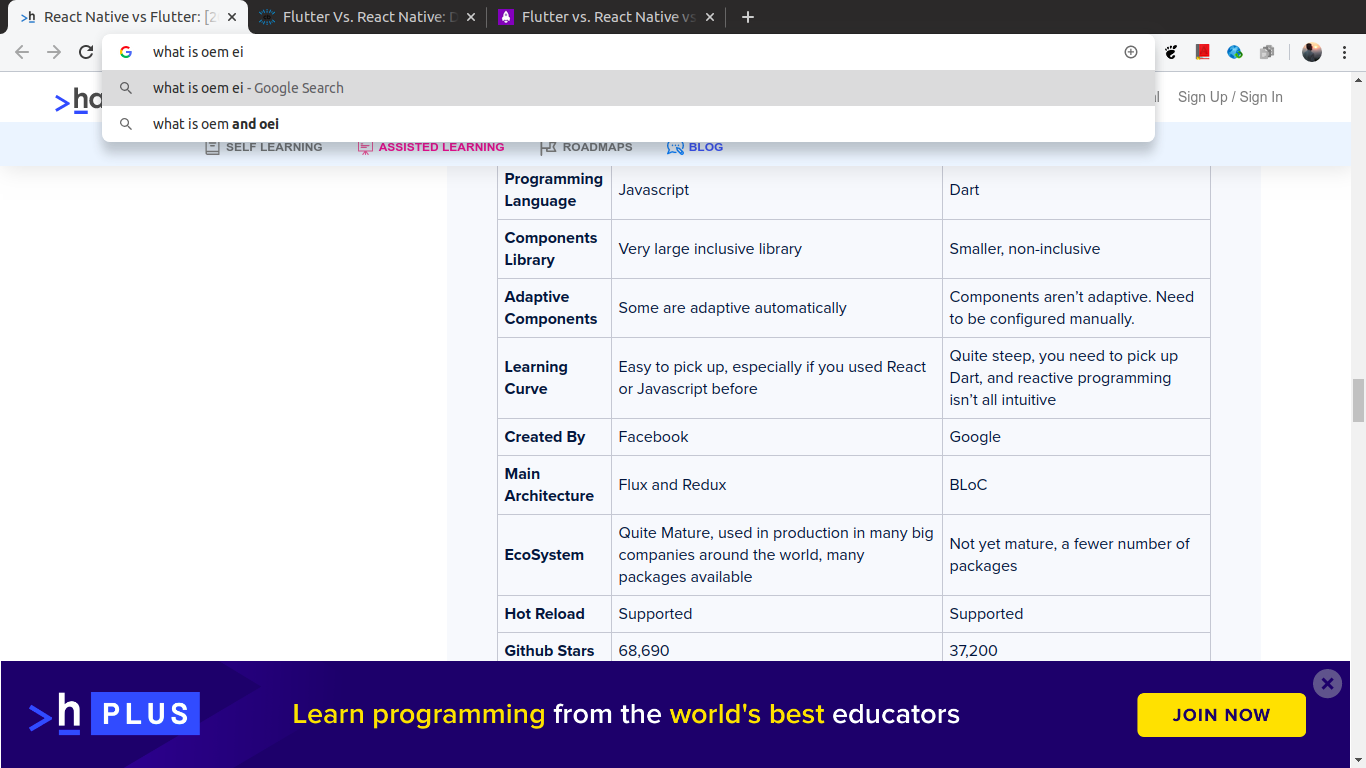 React Native vs Flutter: [2
Flutter Vs. React Native: D
Flutter vs. React Native vs
what is oem ei
what is oem ei - Google Search
what is oem and oei
>ha
Sign Up / Sign In
SELF LEARNING
ASSISTED LEARNING
ROADMAPS
BLOG
Programming Language
Javascript
Dart
Components Library
Very large inclusive library
Smaller, non-inclusive
Adaptive Components
Some are adaptive automatically
Components aren’t adaptive. Need
to be configured manually.
Learning Curve
Easy to pick up, especially if you used React
or Javascript before
Quite steep, you need to pick up
Dart, and reactive programming
isn’t all intuitive
Created By
Facebook
Google
Main Architecture
Flux and Redux
BLoC
EcoSystem
Quite Mature, used in production in many big
companies around the world, many
packages available
Not yet mature, a fewer number of
packages
Hot Reload
Supported
Supported
Github Stars
68,690
37,200
>h PLUS
Learn programming from the world's best educators
JOIN NOW